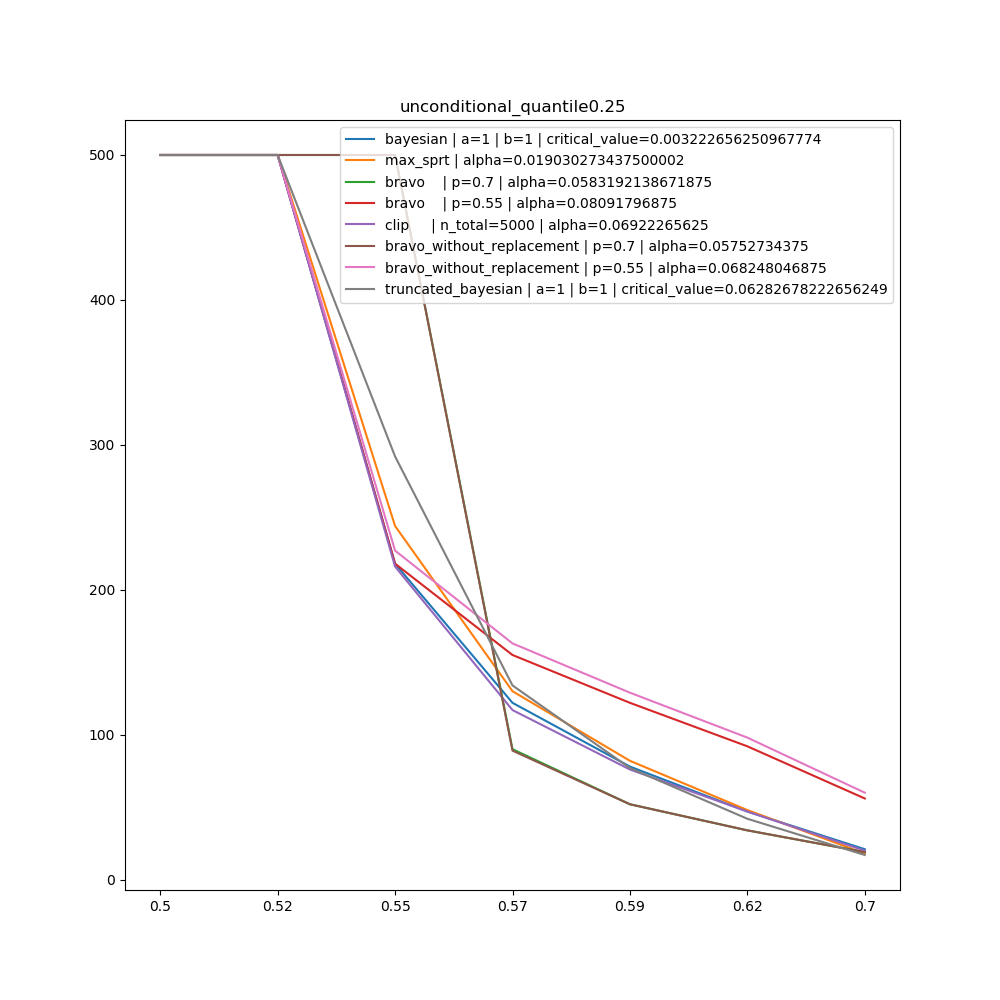 unconditional_quantile0.25
bayesian | a=1 | b=1 | critical_value=0.003222656250967774
max_sprt | alpha=0.019030273437500002
bravo    | p=0.7 | alpha=0.0583192138671875
bravo    | p=0.55 | alpha=0.08091796875
clip     | n_total=5000 | alpha=0.06922265625
bravo_without_replacement | p=0.7 | alpha=0.05752734375
bravo_without_replacement | p=0.55 | alpha=0.068248046875
truncated_bayesian | a=1 | b=1 | critical_value=0.06282678222656249
500
400
300
200
100
0
0.5 0.52 0.55 0.57 0.59 0.62 0.7